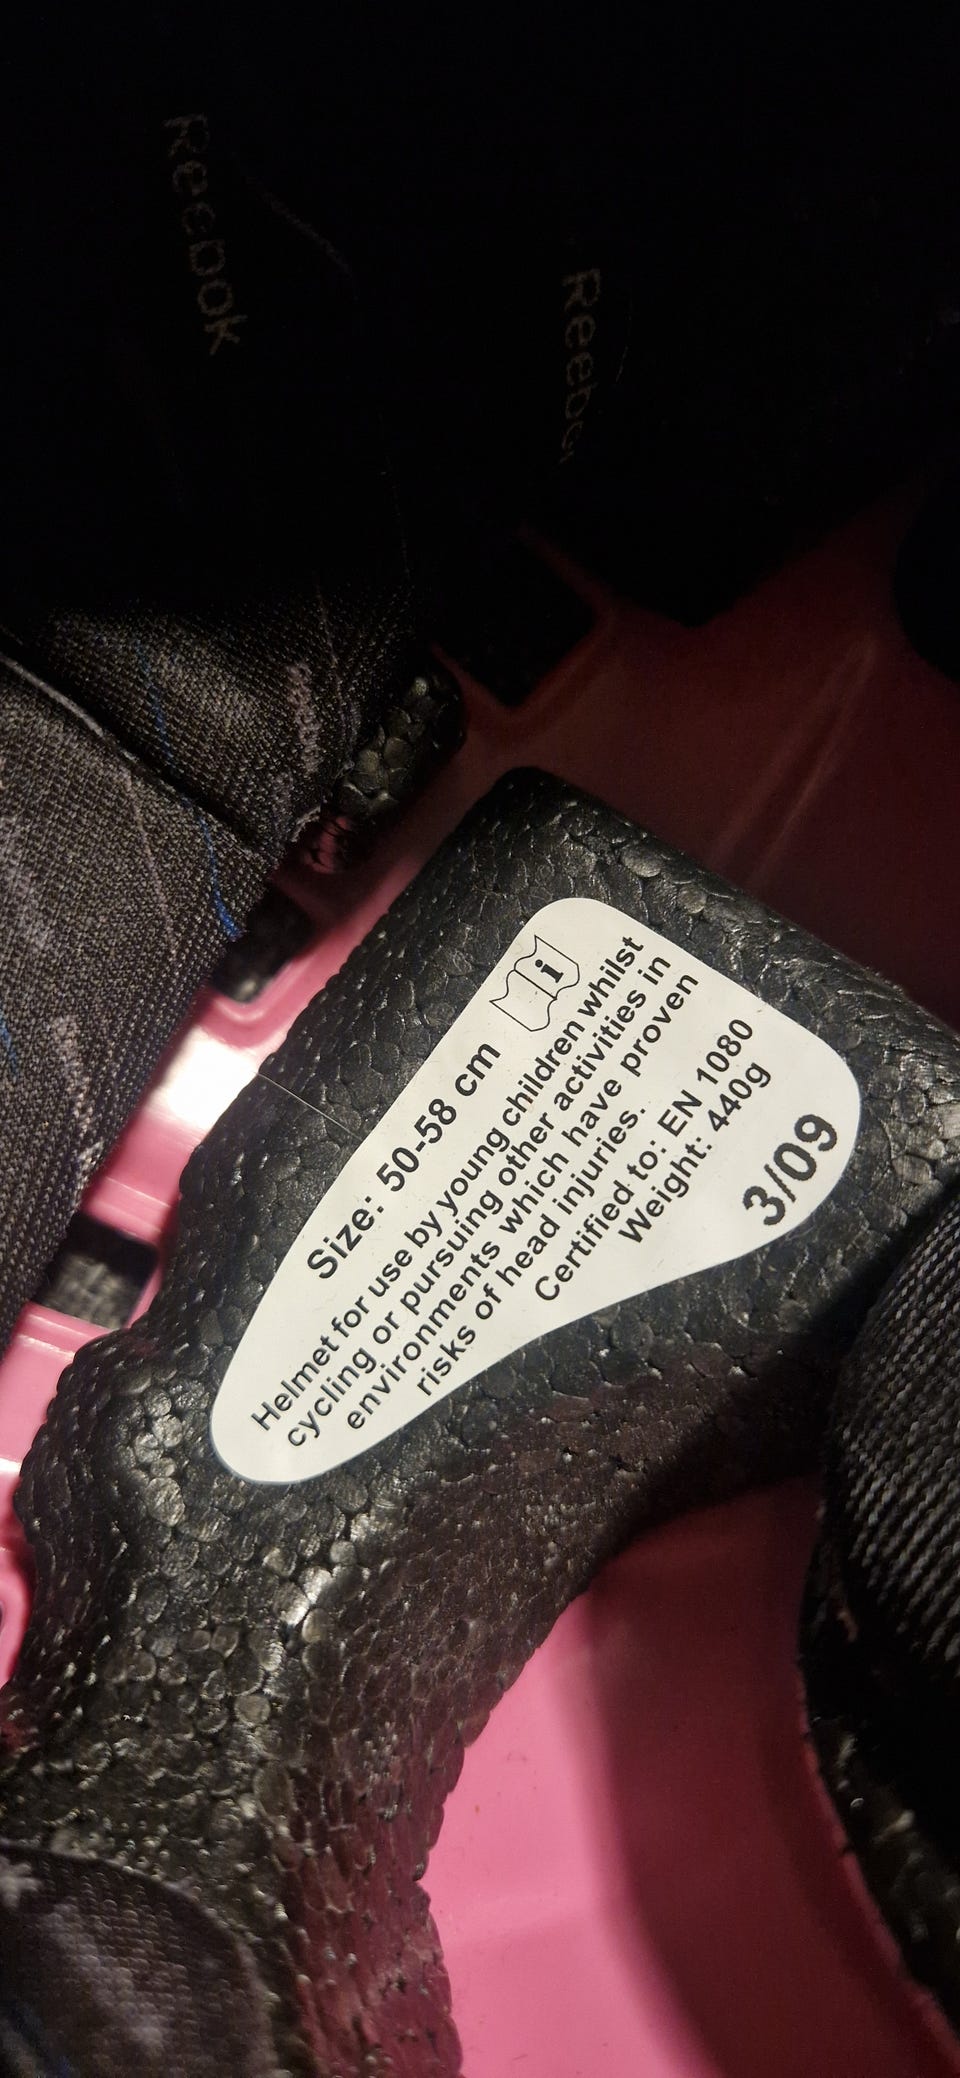 Reebok
Reebo
i
Size: 50-58 cm
Helmet for use by young children whilst
cycling or pursuing other activities in
environments which have proven
risks of head injuries.
Certified to: EN 1080
Weight: 440g
3/09